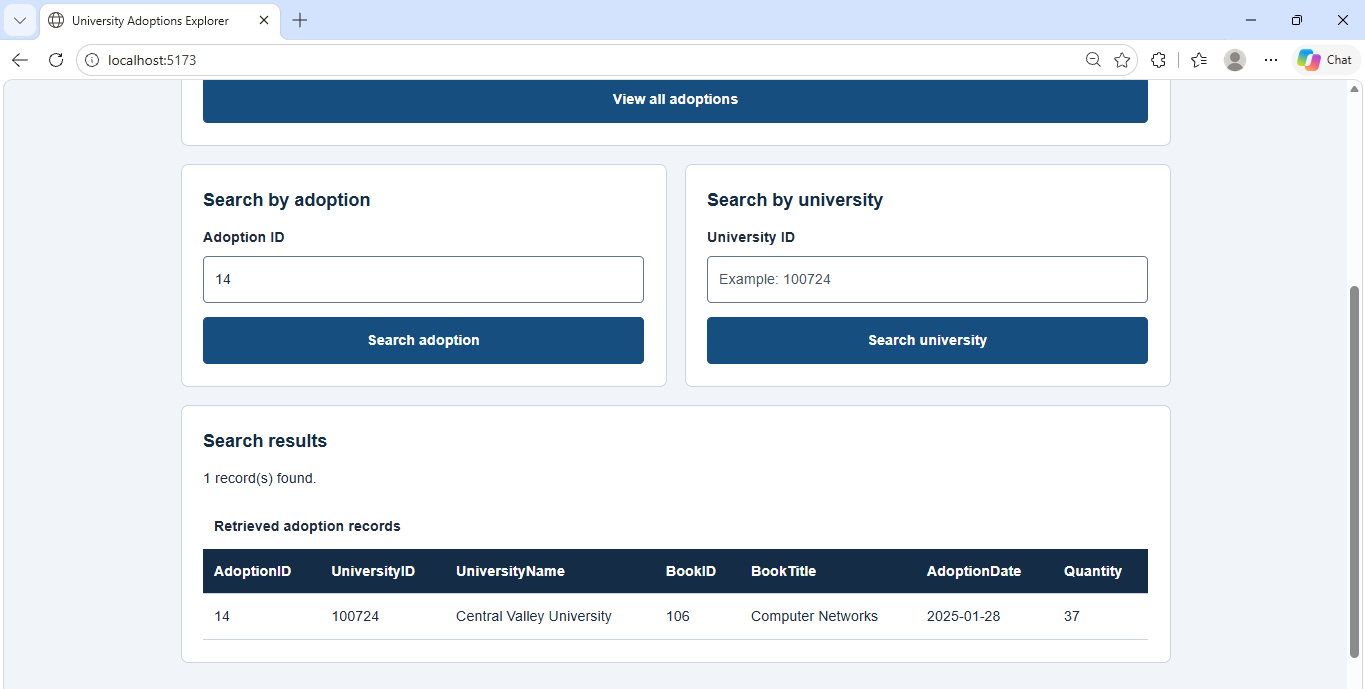 University Adoptions Explorer
localhost:5173
Chat
View all adoptions
Search by adoption
Adoption ID
14
Search adoption
Search by university
University ID
Example: 100724
Search university
Search results
1 record(s) found.
Retrieved adoption records
AdoptionID UniversityID UniversityName BookID BookTitle AdoptionDate Quantity
14 100724 Central Valley University 106 Computer Networks 2025-01-28 37